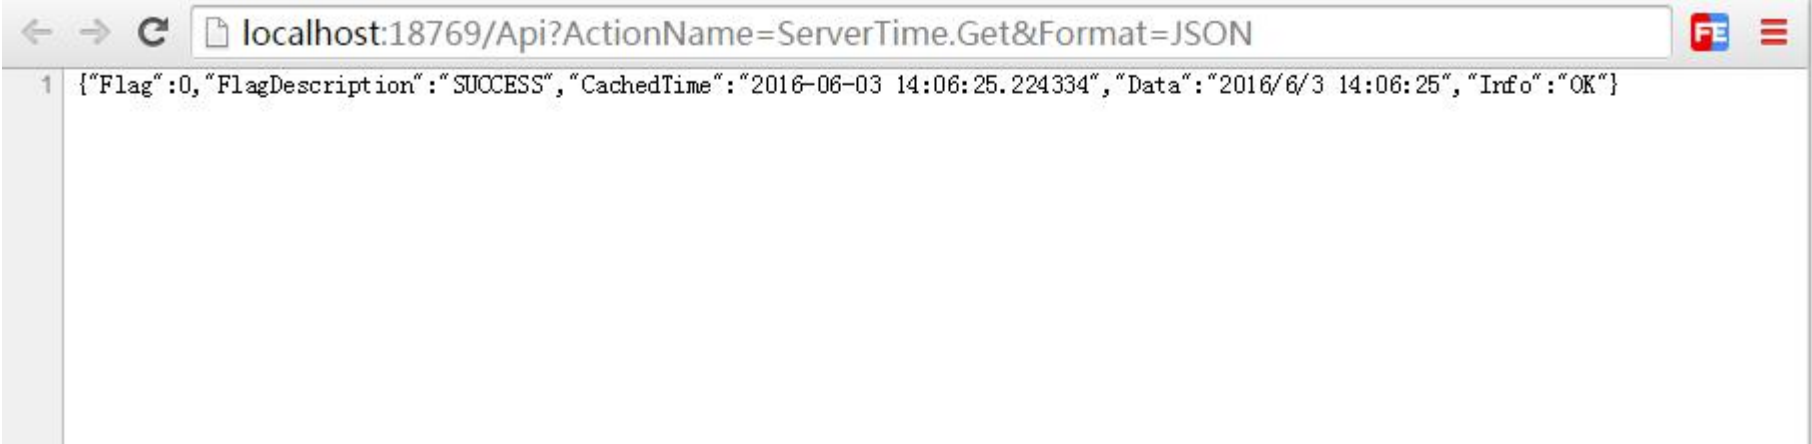 localhost:18769/Api?ActionName=ServerTime.Get&Format=JSON
FE
1 {"Flag":0,"FlagDescription":"SUCCESS","CachedTime":"2016-06-03 14:06:25.224334","Data":"2016/6/3 14:06:25","Info":"OK"}